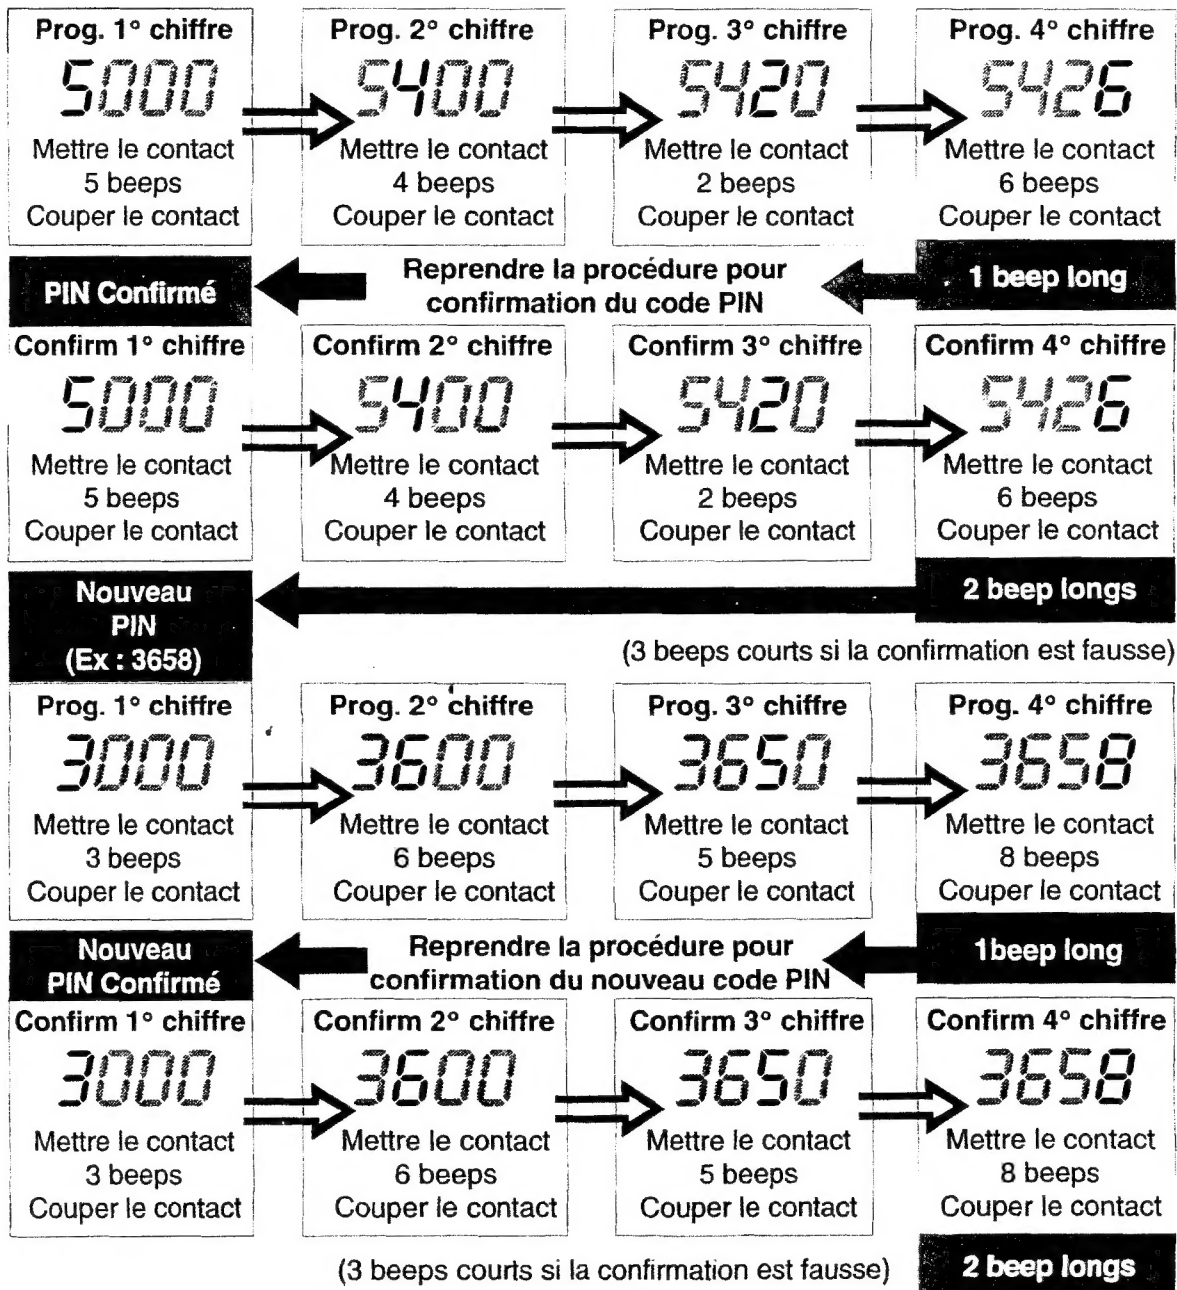 Prog. 1° chiffre
5000
Mettre le contact
5 beeps
Couper le contact
Prog. 2° chiffre
5400
Mettre le contact
4 beeps
Couper le contact
Prog. 3° chiffre
5420
Mettre le contact
2 beeps
Couper le contact
Prog. 4° chiffre
5426
Mettre le contact
6 beeps
Couper le contact
1 beep long
Reprendre la procédure pour
confirmation du code PIN
PIN Confirmé
Confirm 1° chiffre
5000
Mettre le contact
5 beeps
Couper le contact
Confirm 2° chiffre
5400
Mettre le contact
4 beeps
Couper le contact
Confirm 3° chiffre
5420
Mettre le contact
2 beeps
Couper le contact
Confirm 4° chiffre
5426
Mettre le contact
6 beeps
Couper le contact
2 beep longs
(3 beeps courts si la confirmation est fausse)
Nouveau
PIN
(Ex : 3658)
Prog. 1° chiffre
3000
Mettre le contact
3 beeps
Couper le contact
Prog. 2° chiffre
3600
Mettre le contact
6 beeps
Couper le contact
Prog. 3° chiffre
3650
Mettre le contact
5 beeps
Couper le contact
Prog. 4° chiffre
3658
Mettre le contact
8 beeps
Couper le contact
1beep long
Reprendre la procédure pour
confirmation du nouveau code PIN
Nouveau
PIN Confirmé
Confirm 1° chiffre
3000
Mettre le contact
3 beeps
Couper le contact
Confirm 2° chiffre
3600
Mettre le contact
6 beeps
Couper le contact
Confirm 3° chiffre
3650
Mettre le contact
5 beeps
Couper le contact
Confirm 4° chiffre
3658
Mettre le contact
8 beeps
Couper le contact
(3 beeps courts si la confirmation est fausse)
2 beep longs